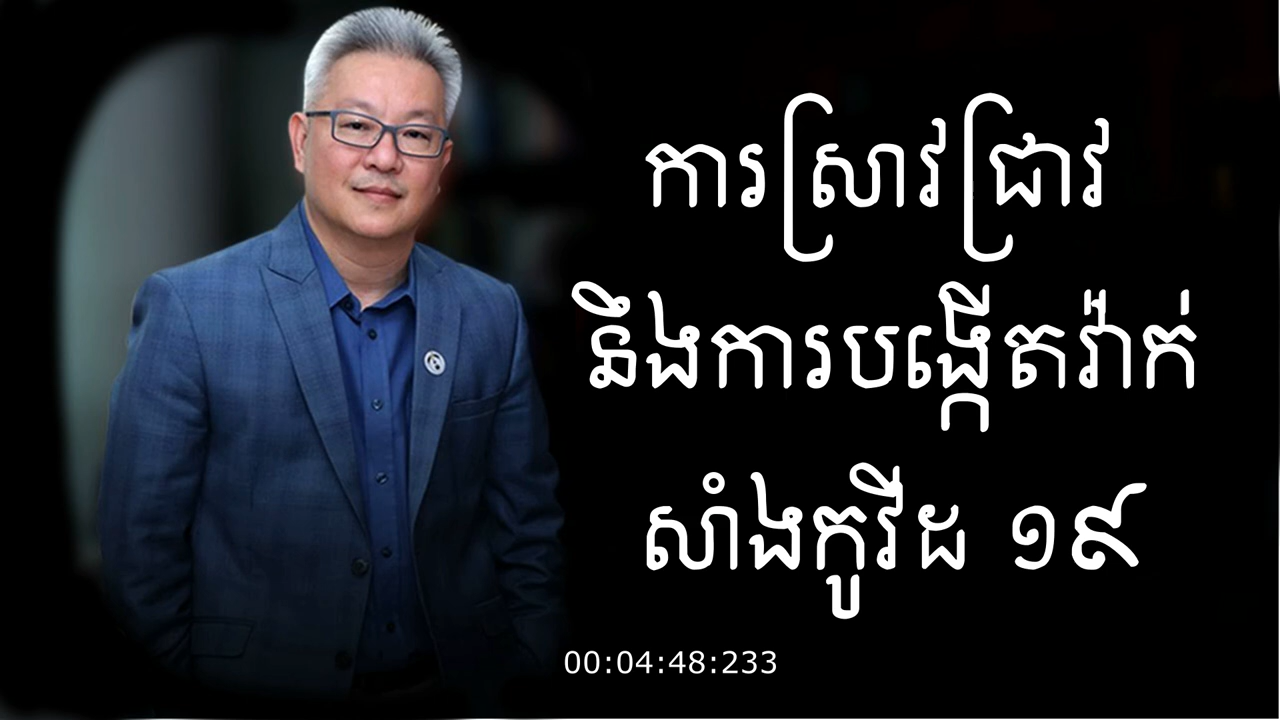 ការស្រាវជ្រាវ
នឹងការបង្កើតវ៉ាក់
សាំងកូវីដ ១៩
00:04:48:233